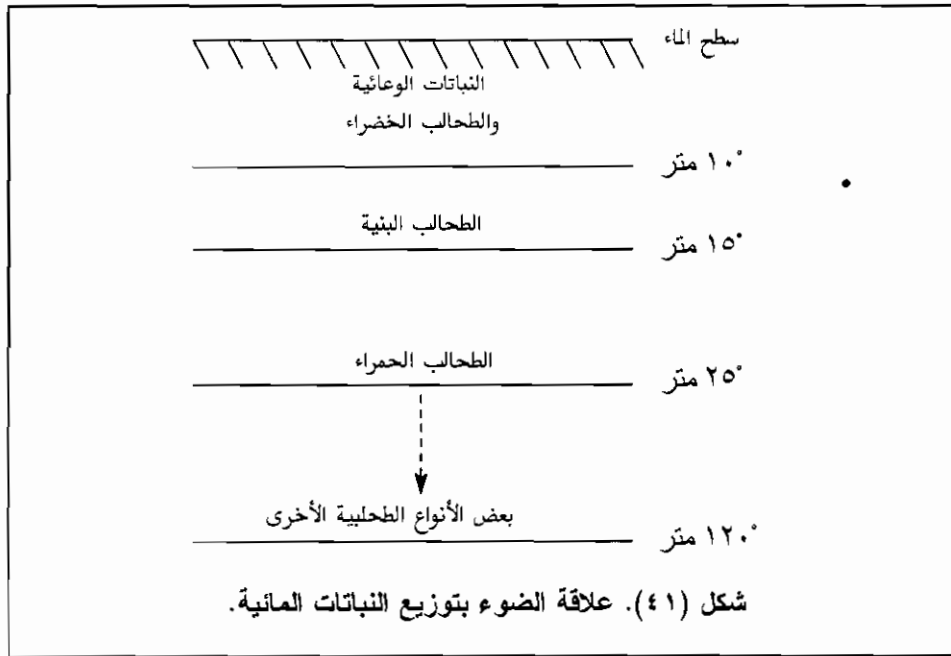 سطح الماء
النباتات الوعائية
والطحالب الخضراء
١٠° متر
الطحالب البنية
١٥° متر
الطحالب الحمراء
٢٥° متر
بعض الأنواع الطحلبية الأخرى
١٢٠° متر
شكل (٤١). علاقة الضوء بتوزيع النباتات المائية.